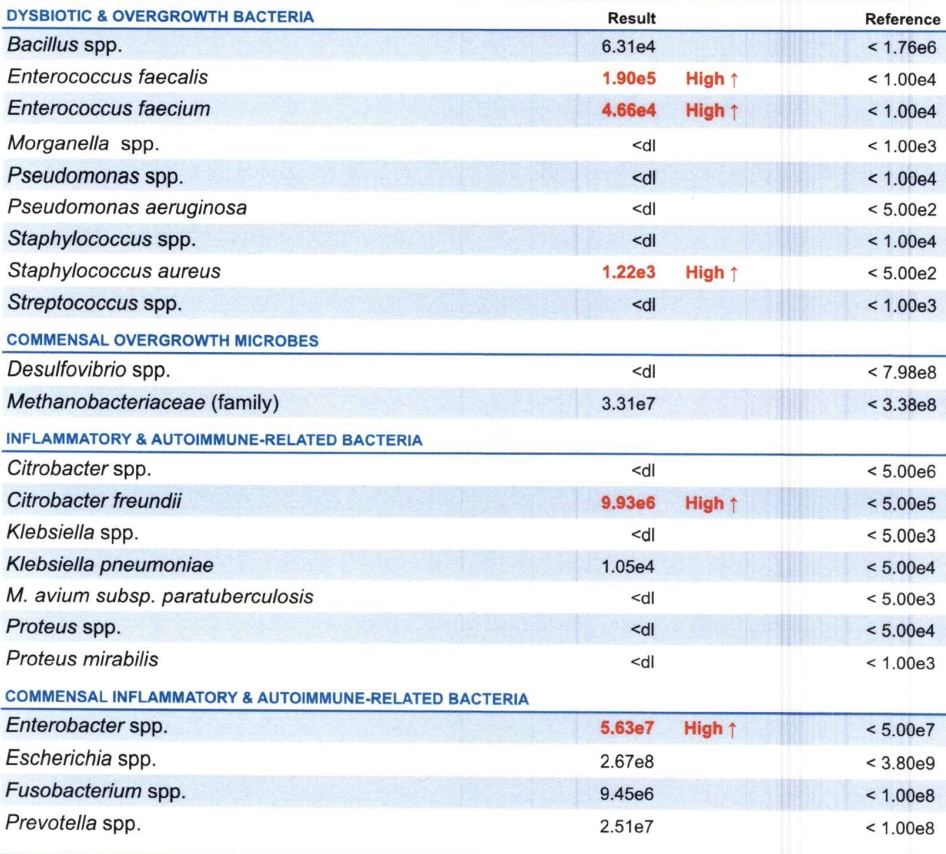 DYSBIOTIC & OVERGROWTH BACTERIA Result Reference
Bacillus spp. 6.31e4 < 1.76e6
Enterococcus faecalis 1.90e5 High ↑ < 1.00e4
Enterococcus faecium 4.66e4 High ↑ < 1.00e4
Morganella spp. <dl < 1.00e3
Pseudomonas spp. <dl < 1.00e4
Pseudomonas aeruginosa <dl < 5.00e2
Staphylococcus spp. <dl < 1.00e4
Staphylococcus aureus 1.22e3 High ↑ < 5.00e2
Streptococcus spp. <dl < 1.00e3
COMMENSAL OVERGROWTH MICROBES
Desulfovibrio spp. <dl < 7.98e8
Methanobacteriaceae (family) 3.31e7 < 3.38e8
INFLAMMATORY & AUTOIMMUNE-RELATED BACTERIA
Citrobacter spp. <dl < 5.00e6
Citrobacter freundii 9.93e6 High ↑ < 5.00e5
Klebsiella spp. <dl < 5.00e3
Klebsiella pneumoniae 1.05e4 < 5.00e4
M. avium subsp. paratuberculosis <dl < 5.00e3
Proteus spp. <dl < 5.00e4
Proteus mirabilis <dl < 1.00e3
COMMENSAL INFLAMMATORY & AUTOIMMUNE-RELATED BACTERIA
Enterobacter spp. 5.63e7 High ↑ < 5.00e7
Escherichia spp. 2.67e8 < 3.80e9
Fusobacterium spp. 9.45e6 < 1.00e8
Prevotella spp. 2.51e7 < 1.00e8